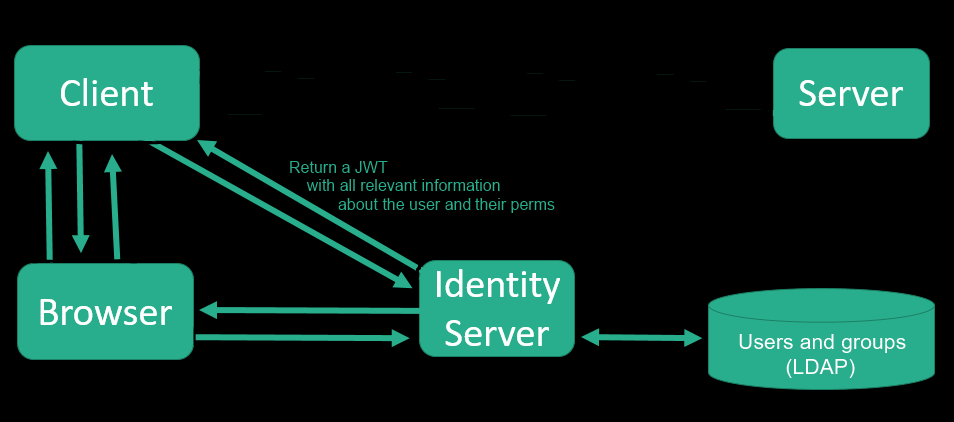 Client
Server
Return a JWT
with all relevant information
about the user and their perms
Browser
Identity
Server
Users and groups
(LDAP)